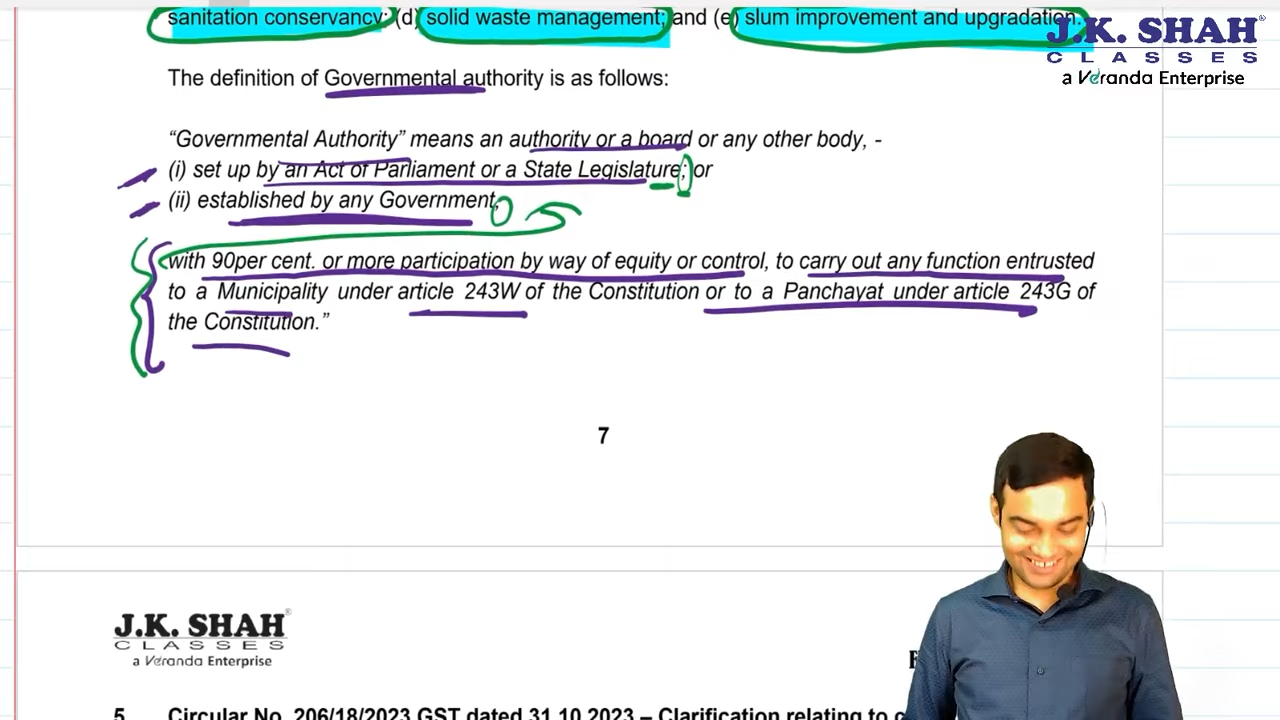 sanitation conservancy; (d) solid waste management; and (e) slum improvement and upgradation.
J.K. SHAH®
CLASSES
a Veranda Enterprise
The definition of Governmental authority is as follows:
“Governmental Authority” means an authority or a board or any other body, -
(i) set up by an Act of Parliament or a State Legislature; or
(ii) established by any Government,
with 90per cent. or more participation by way of equity or control, to carry out any function entrusted
to a Municipality under article 243W of the Constitution or to a Panchayat under article 243G of
the Constitution.”
7
J.K. SHAH®
CLASSES
a Veranda Enterprise
5 Circular No. 206/18/2023 GST dated 31.10.2023 – Clarification relating to